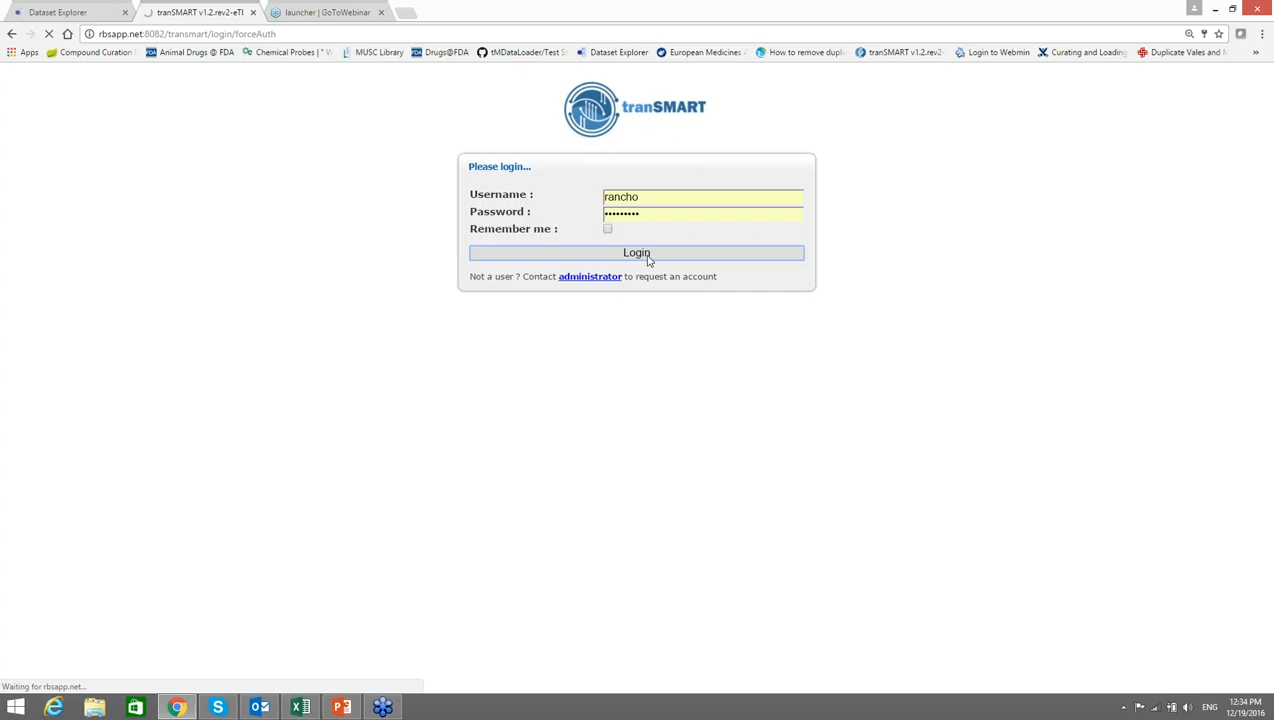 Dataset Explorer
tranSMART v1.2.rev2-eTI
launcher | GoToWebinar
rbsapp.net:8082/transmart/login/forceAuth
Apps
Compound Curation
Animal Drugs @ FDA
Chemical Probes | "
MUSC Library
Drugs@FDA
tMDataLoader/Test S
Dataset Explorer
European Medicines
How to remove dupli
tranSMART v1.2.rev2-
Login to Webmin
Curating and Loading
Duplicate Vales and
»
tranSMART
Please login...
Username :
rancho
Password :
•••••••••
Remember me :
Login
Not a user ? Contact administrator to request an account
Waiting for rbsapp.net...
ENG
12:34 PM
12/19/2016